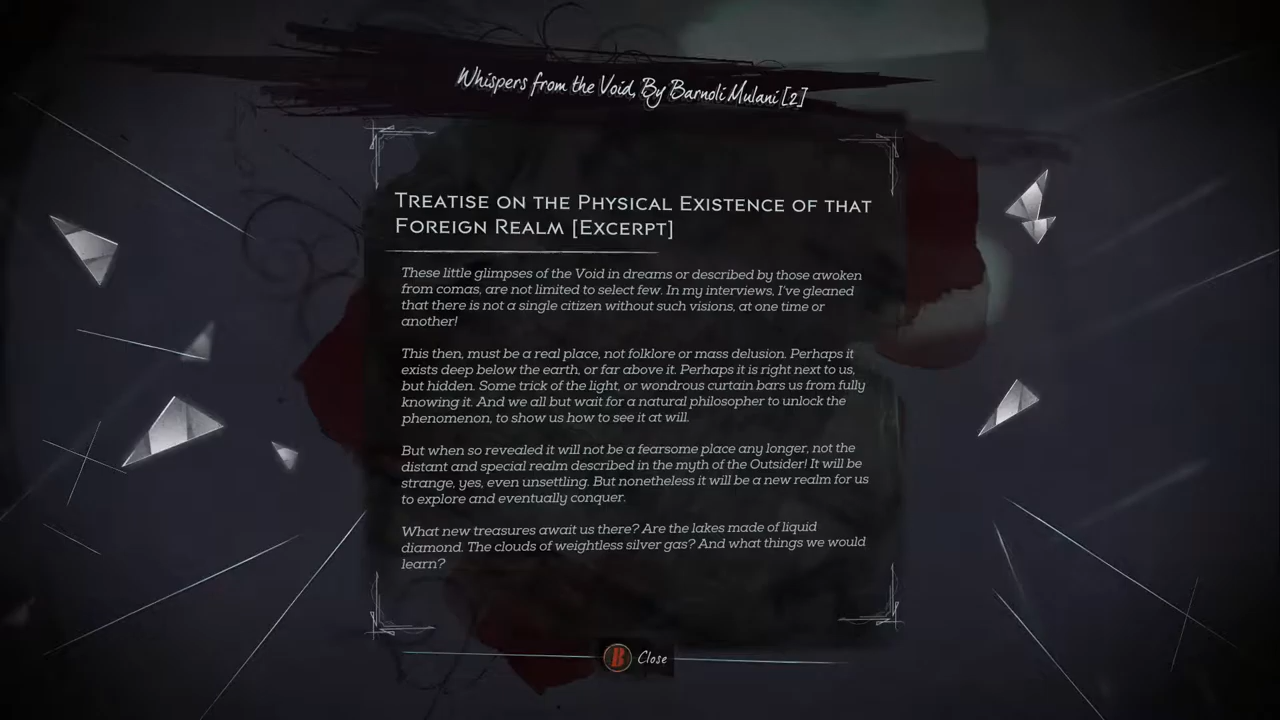 Whispers from the Void, By Barnoli Mulani [2]
Treatise on the Physical Existence of that
Foreign Realm [Excerpt]
These little glimpses of the Void in dreams or described by those awoken
from comas, are not limited to select few. In my interviews, I've gleaned
that there is not a single citizen without such visions, at one time or
another!
This then, must be a real place, not folklore or mass delusion. Perhaps it
exists deep below the earth, or far above it. Perhaps it is right next to us,
but hidden. Some trick of the light, or wondrous curtain bars us from fully
knowing it. And we all but wait for a natural philosopher to unlock the
phenomenon, to show us how to see it at will.
But when so revealed it will not be a fearsome place any longer, not the
distant and special realm described in the myth of the Outsider! It will be
strange, yes, even unsettling. But nonetheless it will be a new realm for us
to explore and eventually conquer.
What new treasures await us there? Are the lakes made of liquid
diamond. The clouds of weightless silver gas? And what things we would
learn?
B Close